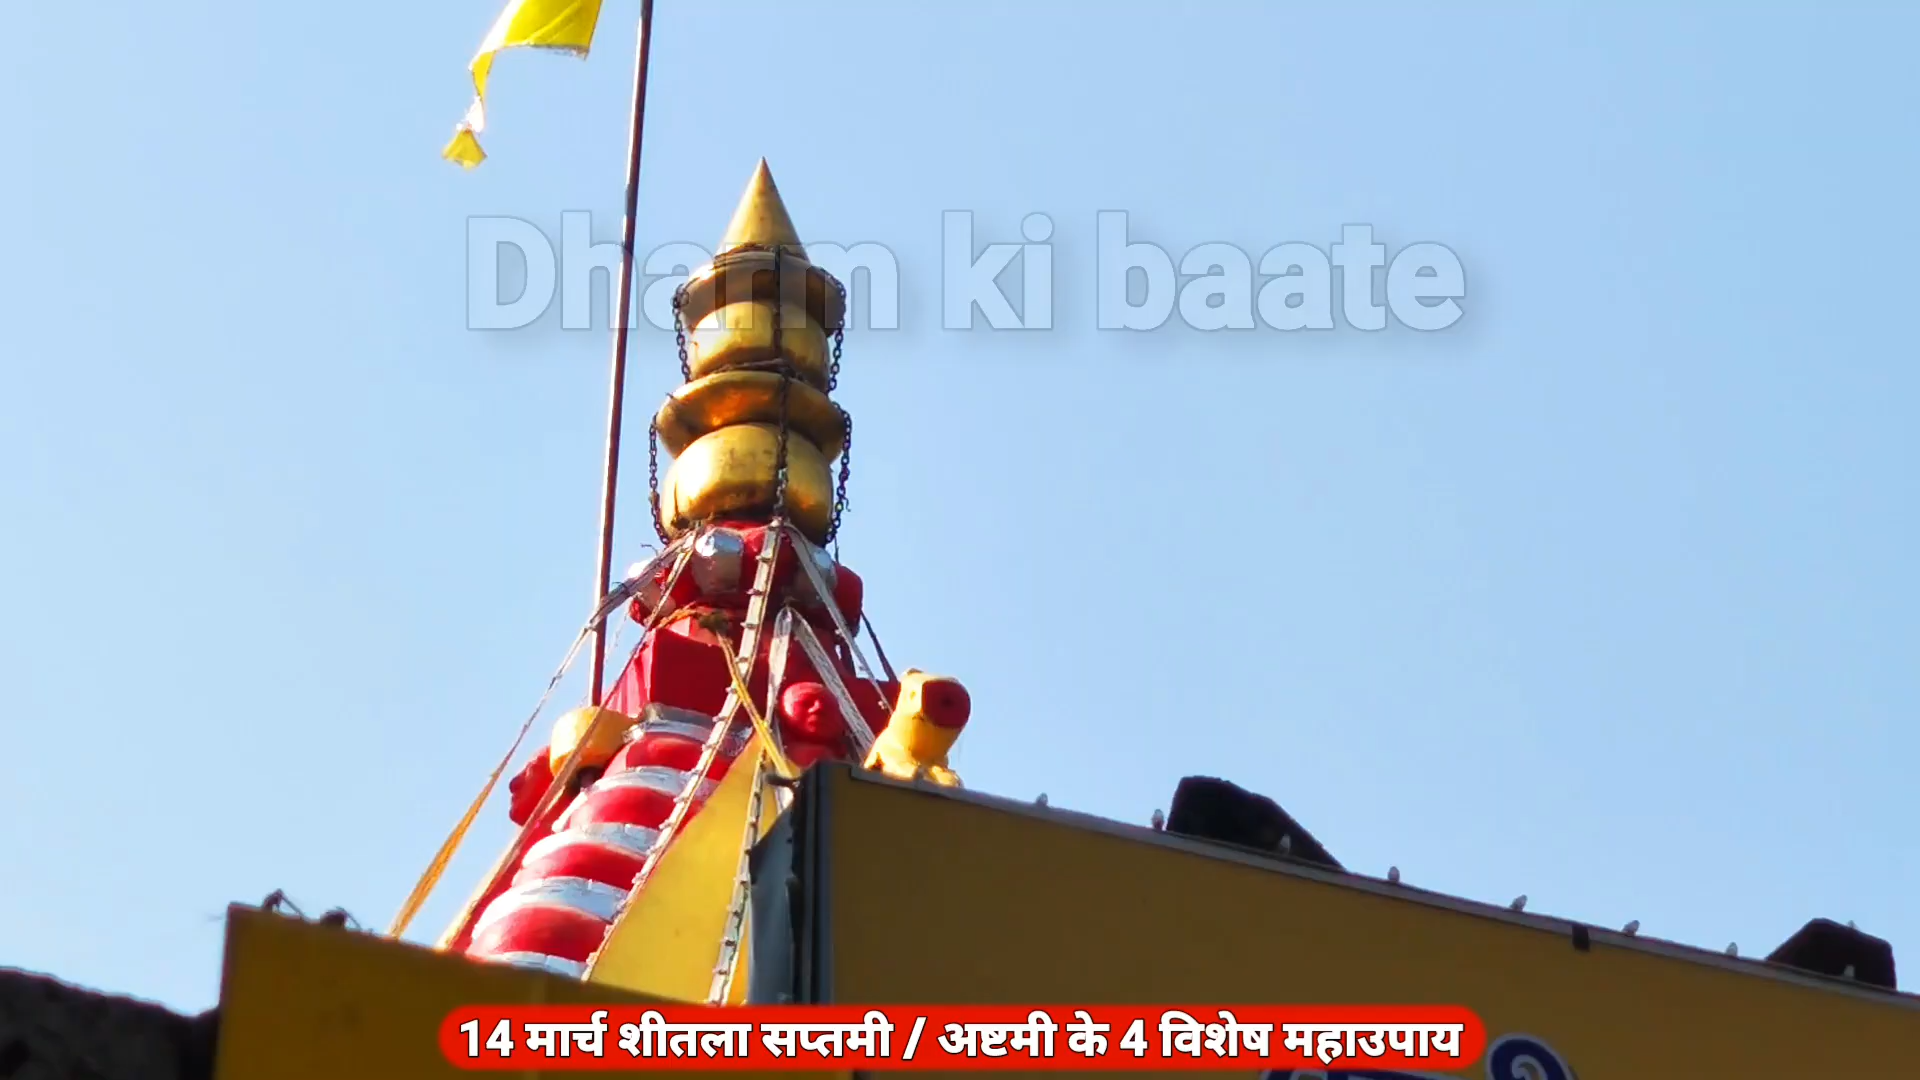 Dharm ki baate
14 मार्च शीतला सप्तमी / अष्टमी के 4 विशेष महाउपाय